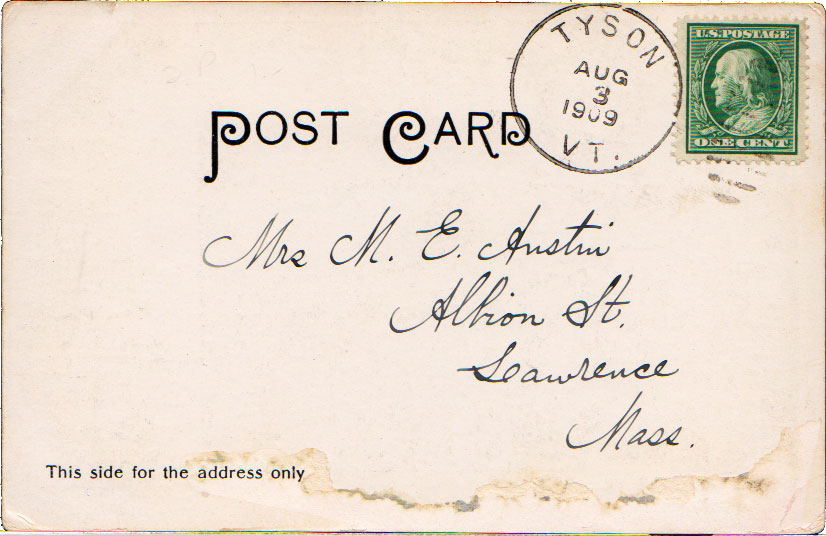 TYSON
AUG
3
1909
VT.
U.S. POSTAGE
ONE CENT
POST CARD
Mrs M. E. Austin
Albion St.
Lawrence
Mass.
This side for the address only